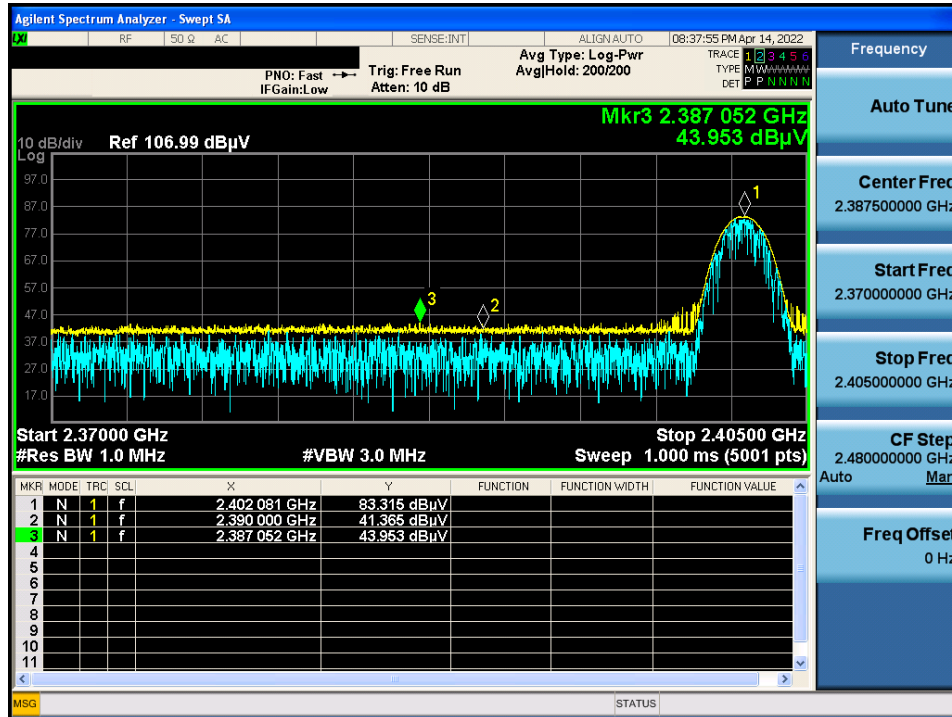 Agilent Spectrum Analyzer - Swept SA
LXI RF 50 Ω AC SENSE:INT ALIGN AUTO 08:37:55 PM Apr 14, 2022
PNO: Fast Trig: Free Run Avg Type: Log-Pwr TRACE 1 2 3 4 5 6
IFGain:Low Atten: 10 dB Avg|Hold: 200/200 TYPE M W
DET P P N N N N
Mkr3 2.387 052 GHz
43.953 dBµV
10 dB/div Ref 106.99 dBµV
Log
97.0
87.0
77.0
67.0
57.0
47.0
37.0
27.0
17.0
1
2
3
Start 2.37000 GHz Stop 2.40500 GHz
#Res BW 1.0 MHz #VBW 3.0 MHz Sweep 1.000 ms (5001 pts)
MKR MODE TRC SCL X Y FUNCTION FUNCTION WIDTH FUNCTION VALUE
1 N 1 f 2.402 081 GHz 83.315 dBµV
2 N 1 f 2.390 000 GHz 41.365 dBµV
3 N 1 f 2.387 052 GHz 43.953 dBµV
4
5
6
7
8
9
10
11
MSG STATUS
Frequency
Auto Tune
Center Freq
2.387500000 GHz
Start Freq
2.370000000 GHz
Stop Freq
2.405000000 GHz
CF Step
2.480000000 GHz
Auto Man
Freq Offset
0 Hz